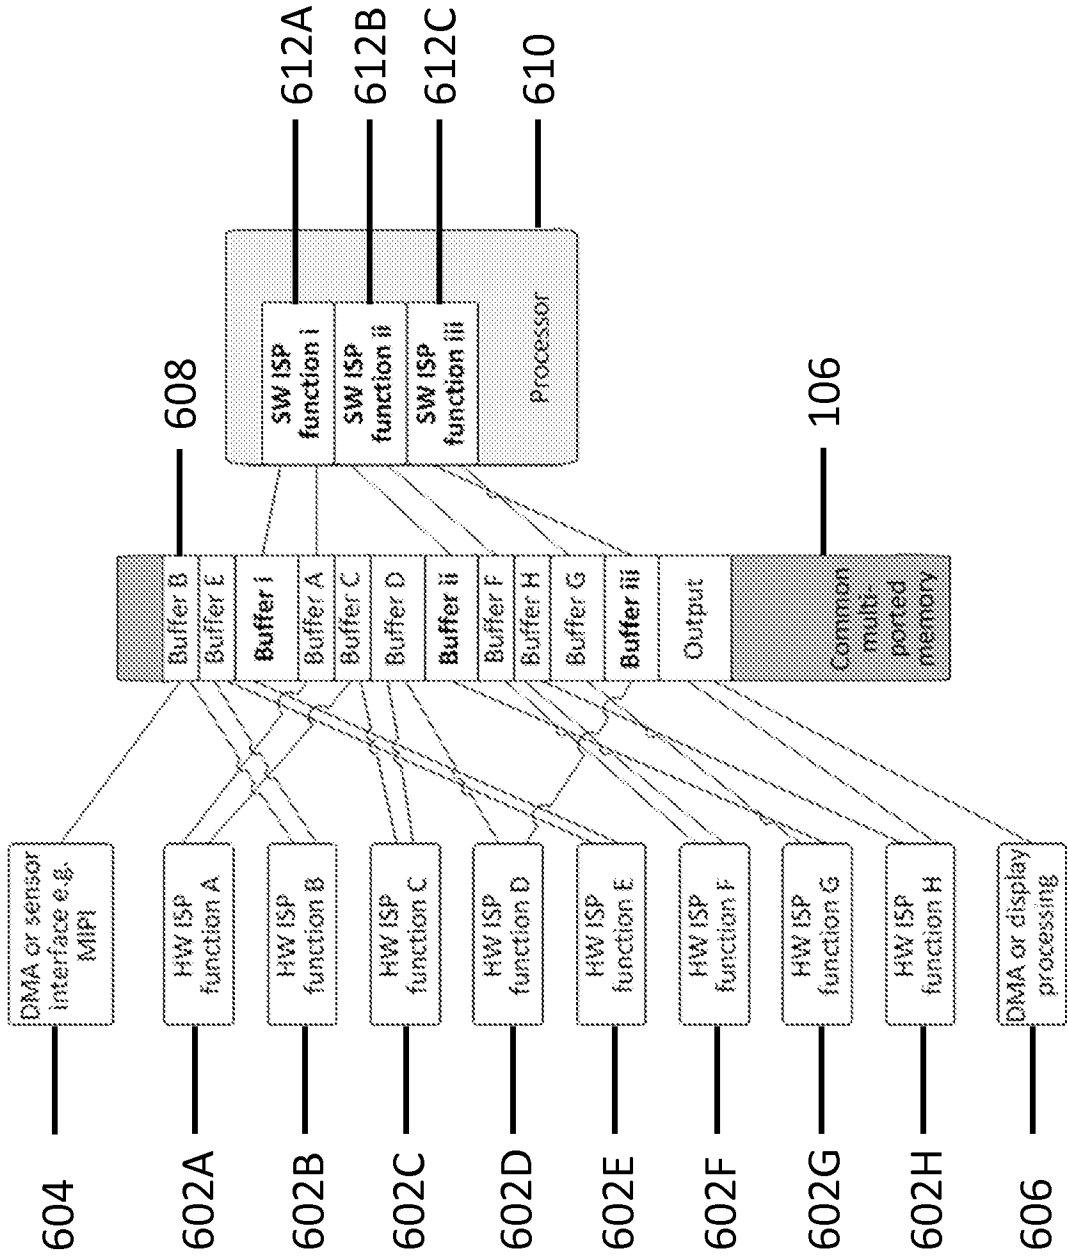 604
602A
602B
602C
602D
602E
602F
602G
602H
606
DMA or sensor
interface e.g.
MIPI
HW ISP
function A
HW ISP
function B
HW ISP
function C
HW ISP
function D
HW ISP
function E
HW ISP
function F
HW ISP
function G
HW ISP
function H
DMA or display
processing
Buffer B
Buffer E
Buffer i
Buffer A
Buffer C
Buffer D
Buffer ii
Buffer F
Buffer H
Buffer G
Buffer iii
Output
Common
multi-
ported
memory
608
106
SW ISP
function i
SW ISP
function ii
SW ISP
function iii
Processor
612A
612B
612C
610